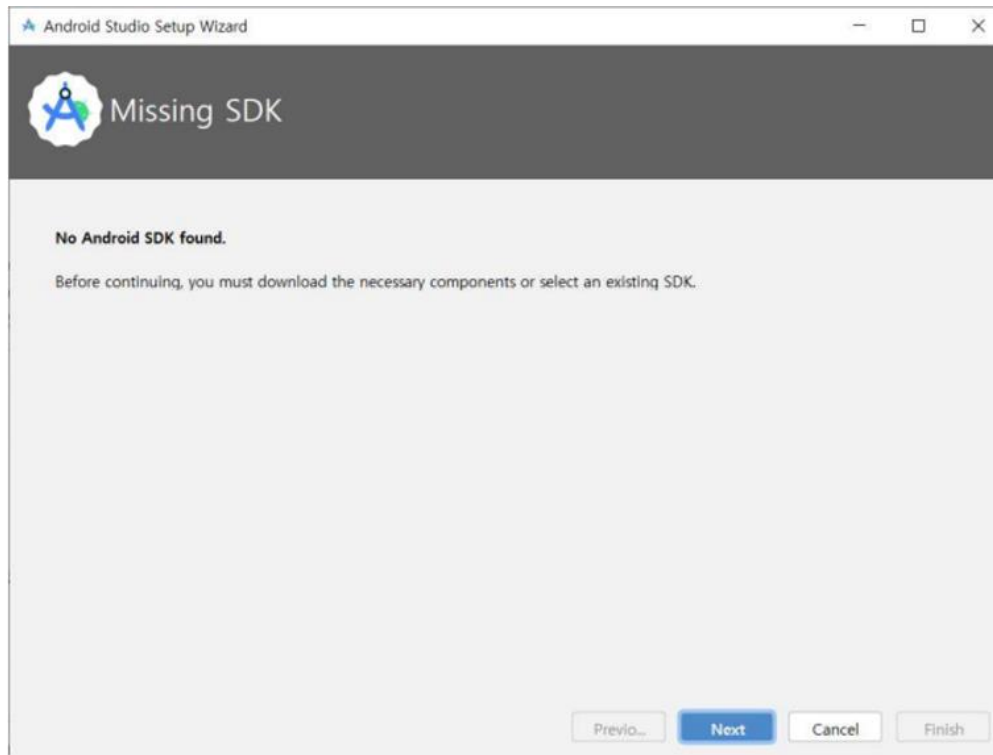 Android Studio Setup Wizard
Missing SDK
No Android SDK found.
Before continuing, you must download the necessary components or select an existing SDK.
Previo... Next Cancel Finish